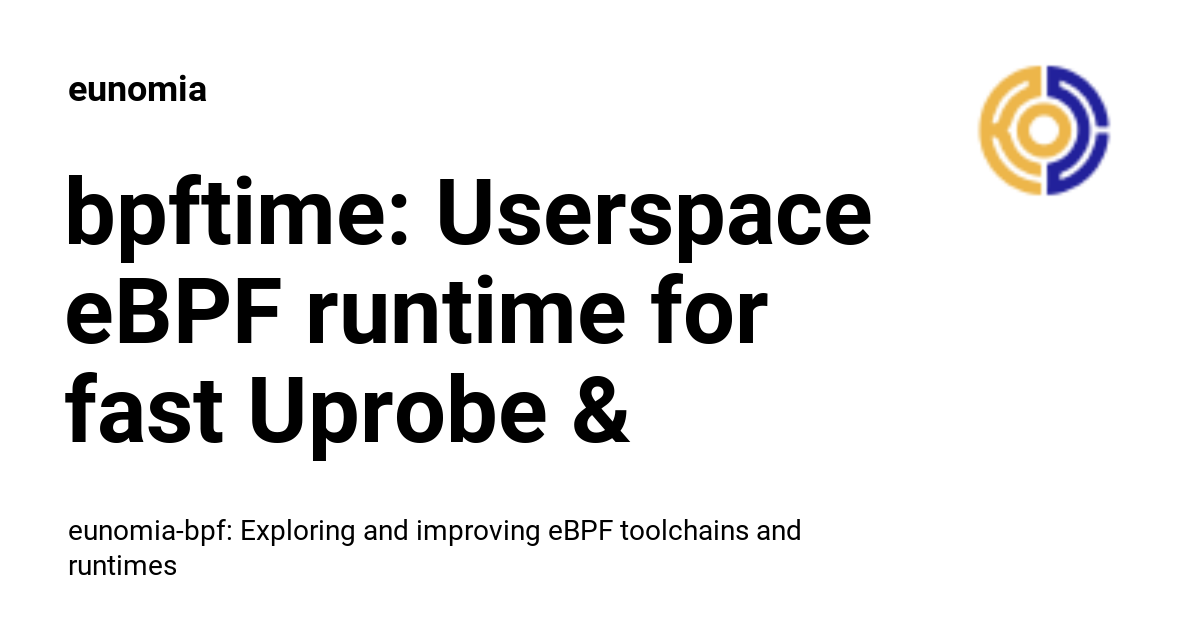 eunomia
bpftime: Userspace
eBPF runtime for
fast Uprobe &
eunomia-bpf: Exploring and improving eBPF toolchains and
runtimes